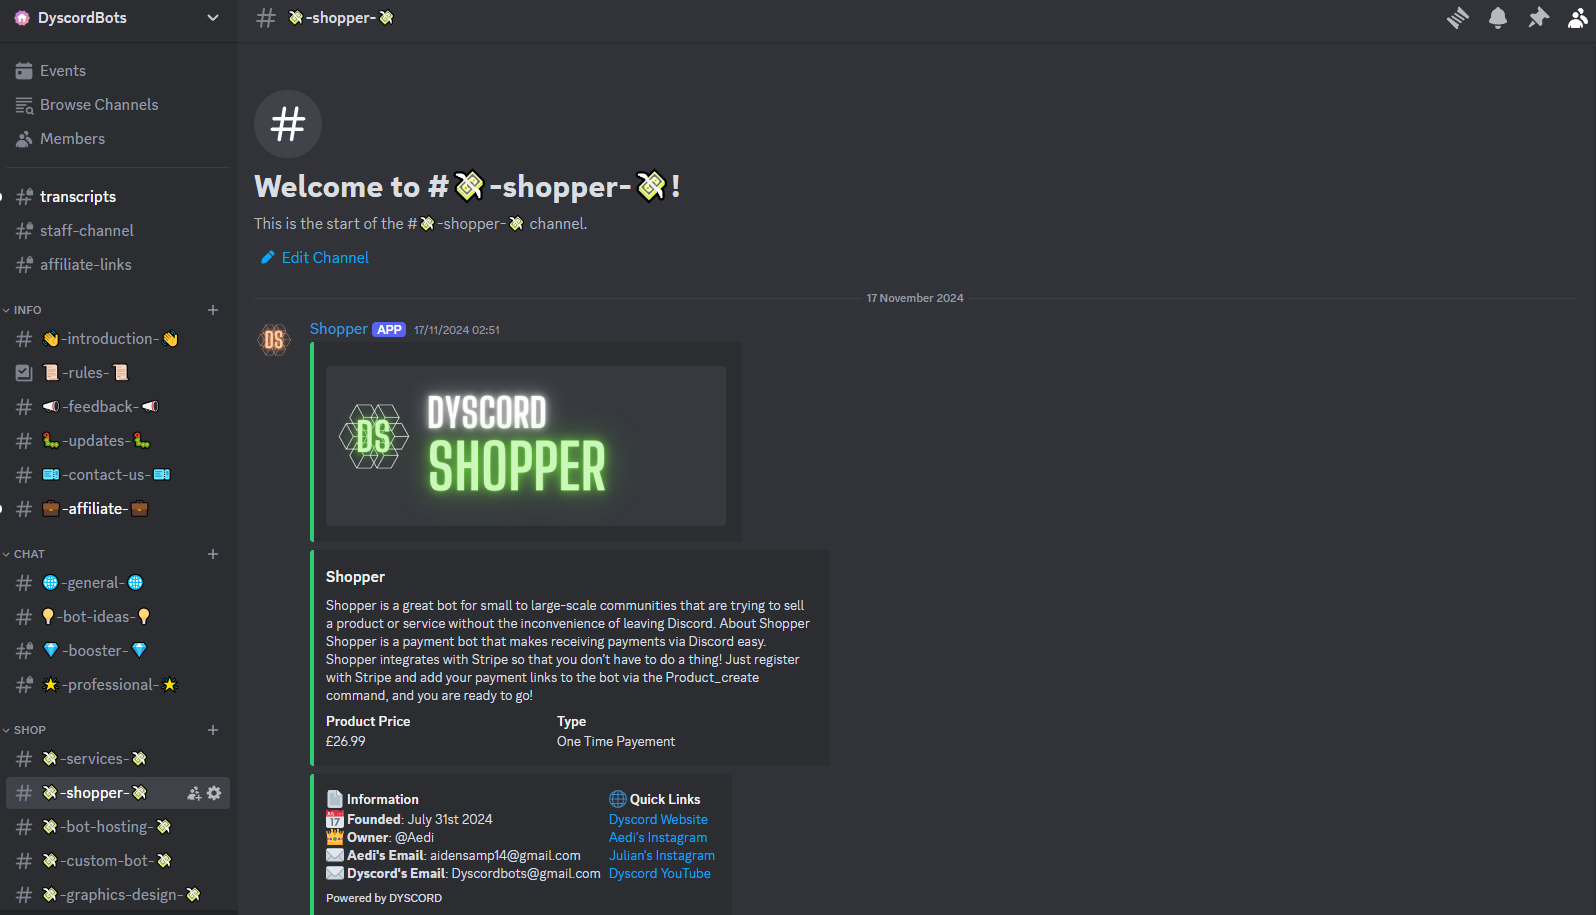 DyscordBots
Events
Browse Channels
Members
transcripts
staff-channel
affiliate-links
INFO
👋-introduction-👋
📜-rules-📜
📢-feedback-📢
🐛-updates-🐛
🎟️-contact-us-🎟️
💼-affiliate-💼
CHAT
🌐-general-🌐
💡-bot-ideas-💡
💎-booster-💎
🌟-professional-🌟
SHOP
💸-services-💸
💸-shopper-💸
💸-bot-hosting-💸
💸-custom-bot-💸
💸-graphics-design-💸
# 💸-shopper-💸
#
Welcome to #💸-shopper-💸!
This is the start of the #💸-shopper-💸 channel.
Edit Channel
17 November 2024
DS
Shopper APP 17/11/2024 02:51
DS
DYSCORD
SHOPPER
Shopper
Shopper is a great bot for small to large-scale communities that are trying to sell
a product or service without the inconvenience of leaving Discord. About Shopper
Shopper is a payment bot that makes receiving payments via Discord easy.
Shopper integrates with Stripe so that you don't have to do a thing! Just register
with Stripe and add your payment links to the bot via the Product_create
command, and you are ready to go!
Product Price
£26.99
Type
One Time Payement
Information
Founded: July 31st 2024
Owner: @Aedi
Aedi's Email: aidensamp14@gmail.com
Dyscord's Email: Dyscordbots@gmail.com
Quick Links
Dyscord Website
Aedi's Instagram
Julian's Instagram
Dyscord YouTube
Powered by DYSCORD